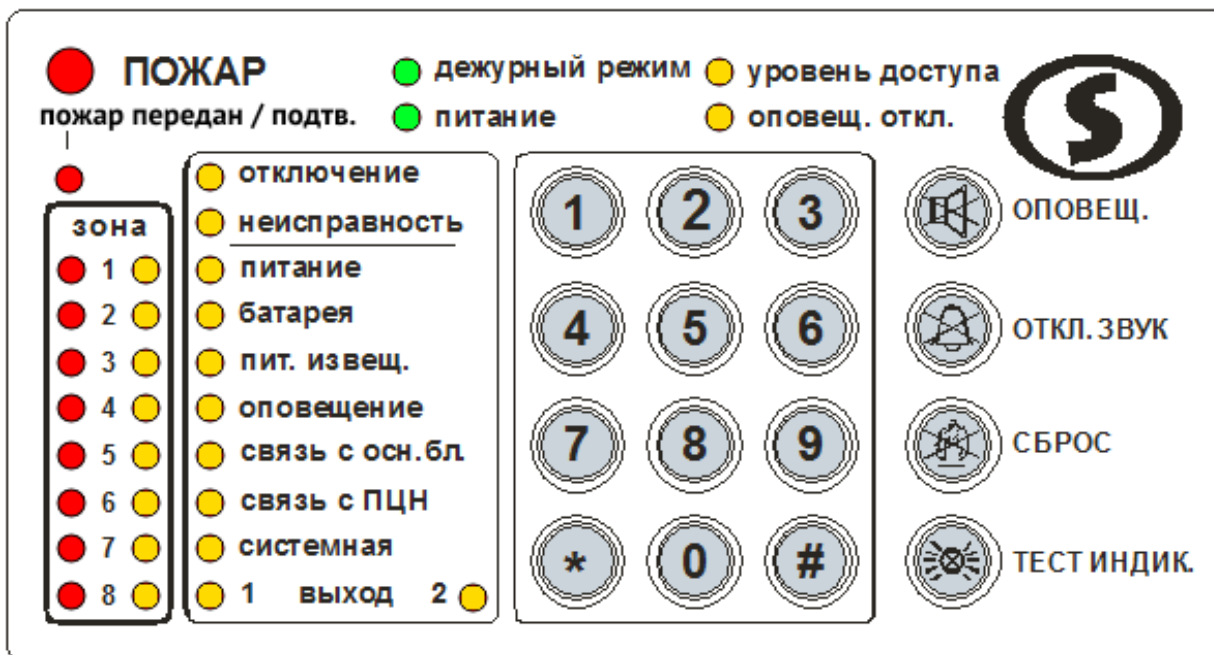 ПОЖАР
пожар передан / подтв.
дежурный режим
питание
уровень доступа
оповещ. откл.
S
зона
1
2
3
4
5
6
7
8
отключение
неисправность
питание
батарея
пит. извещ.
оповещение
связь с осн.бл.
связь с ПЦН
системная
1 выход 2
1 2 3
4 5 6
7 8 9
* 0 #
ОПОВЕЩ.
ОТКЛ. ЗВУК
СБРОС
ТЕСТ ИНДИК.